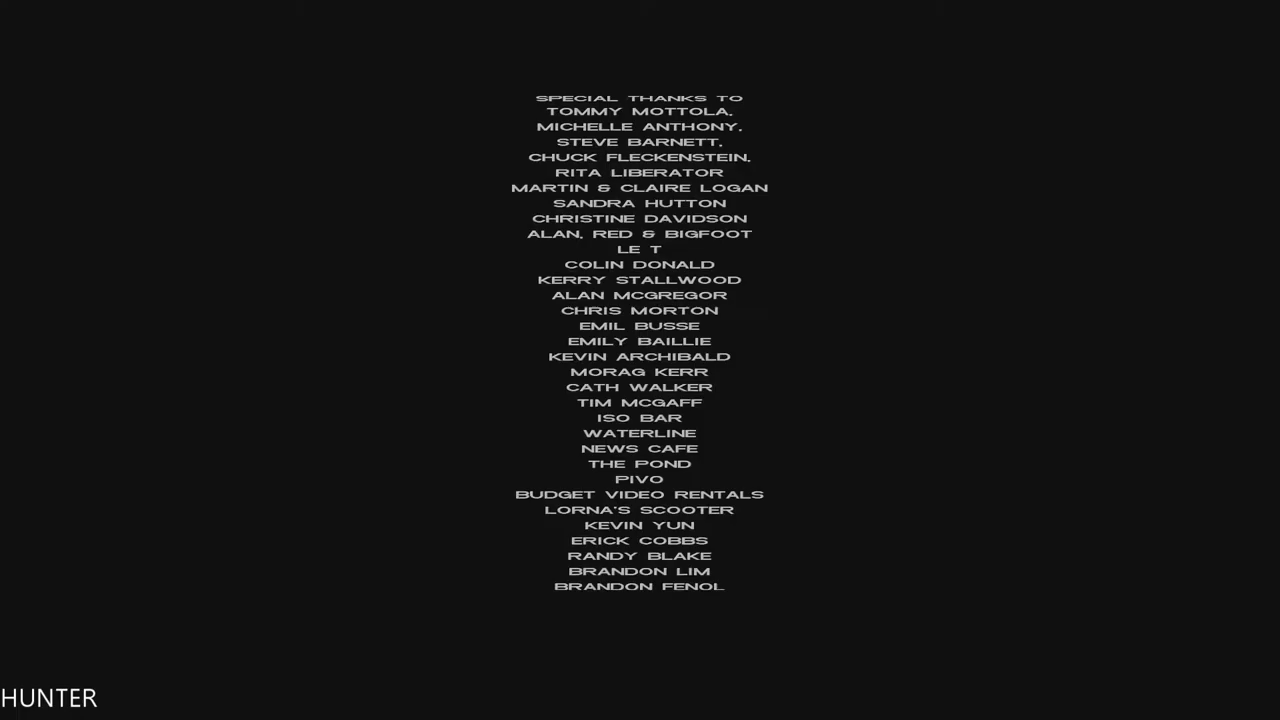 SPECIAL THANKS TO
TOMMY MOTTOLA,
MICHELLE ANTHONY,
STEVE BARNETT,
CHUCK FLECKENSTEIN,
RITA LIBERATOR
MARTIN & CLAIRE LOGAN
SANDRA HUTTON
CHRISTINE DAVIDSON
ALAN, RED & BIGFOOT
LE T
COLIN DONALD
KERRY STALLWOOD
ALAN MCGREGOR
CHRIS MORTON
EMIL BUSSE
EMILY BAILLIE
KEVIN ARCHIBALD
MORAG KERR
CATH WALKER
TIM MCGAFF
ISO BAR
WATERLINE
NEWS CAFE
THE POND
PIVO
BUDGET VIDEO RENTALS
LORNA'S SCOOTER
KEVIN YUN
ERICK COBBS
RANDY BLAKE
BRANDON LIM
BRANDON FENOL
HUNTER